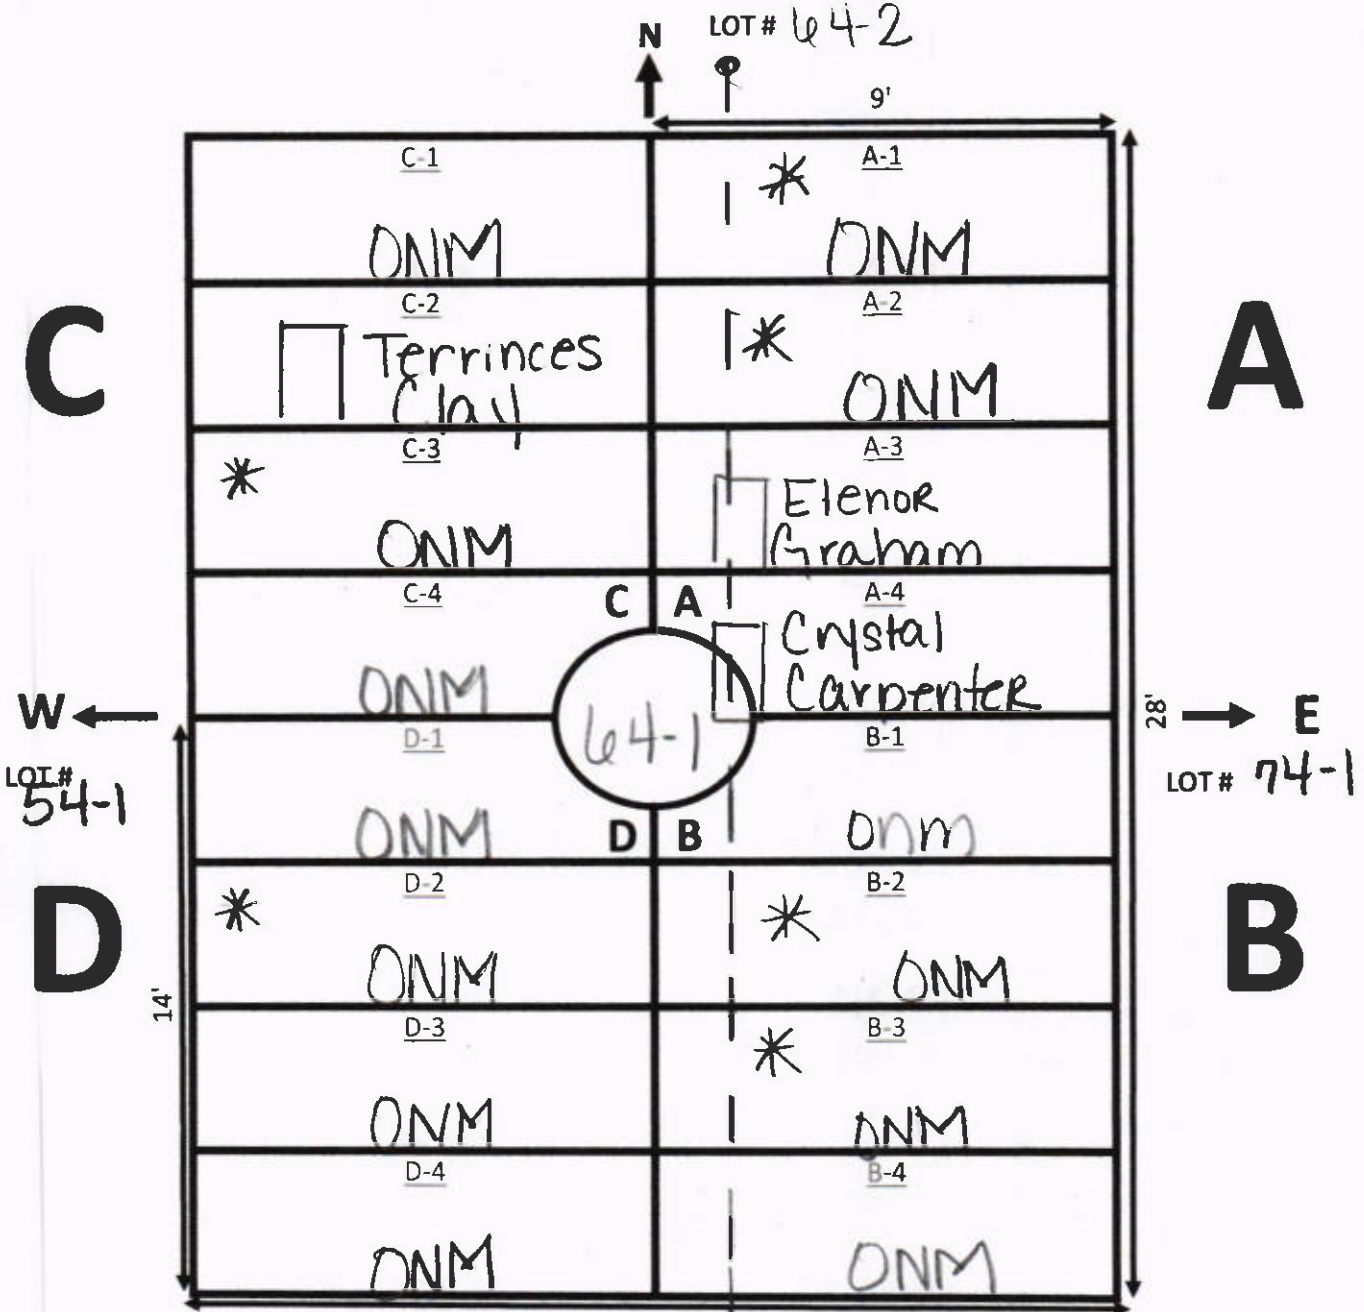 N
LOT # 64-2
9'
C-1
ONM
A-1
*
ONM
C-2
Terrinces
Clay
A-2
*
ONM
C
A
C-3
*
ONM
A-3
Elenor
Graham
C-4
ONM
C A
A-4
Crystal
Carpenter
W
64-1
28'
E
LOT #
54-1
LOT # 74-1
D-1
ONM
B-1
onm
D B
D-2
*
ONM
B-2
*
ONM
D
B
14'
D-3
ONM
B-3
*
ONM
D-4
ONM
B-4
ONM